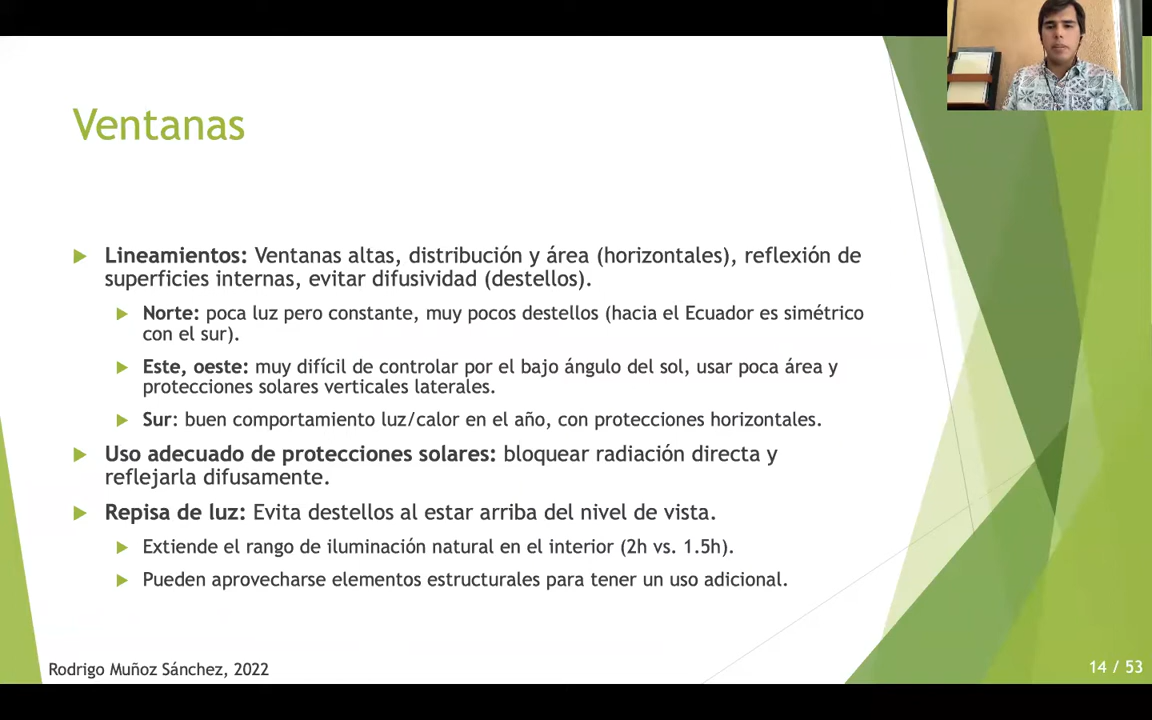 Ventanas
Lineamientos: Ventanas altas, distribución y área (horizontales), reflexión de
superficies internas, evitar difusividad (destellos).
Norte: poca luz pero constante, muy pocos destellos (hacia el Ecuador es simétrico
con el sur).
Este, oeste: muy difícil de controlar por el bajo ángulo del sol, usar poca área y
protecciones solares verticales laterales.
Sur: buen comportamiento luz/calor en el año, con protecciones horizontales.
Uso adecuado de protecciones solares: bloquear radiación directa y
reflejarla difusamente.
Repisa de luz: Evita destellos al estar arriba del nivel de vista.
Extiende el rango de iluminación natural en el interior (2h vs. 1.5h).
Pueden aprovecharse elementos estructurales para tener un uso adicional.
Rodrigo Muñoz Sánchez, 2022
14 / 53